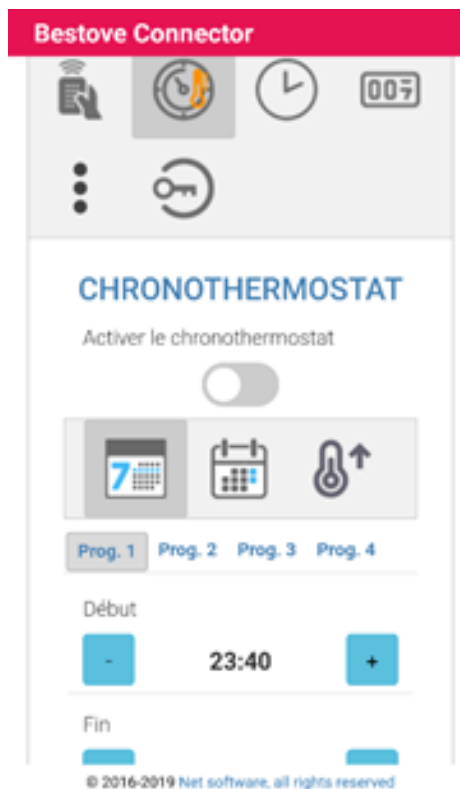 Bestove Connector
007
CHRONOTHERMOSTAT
Activer le chronothermostat
7
Prog. 1 Prog. 2 Prog. 3 Prog. 4
Début
- 23:40 +
Fin
© 2016-2019 Net software, all rights reserved